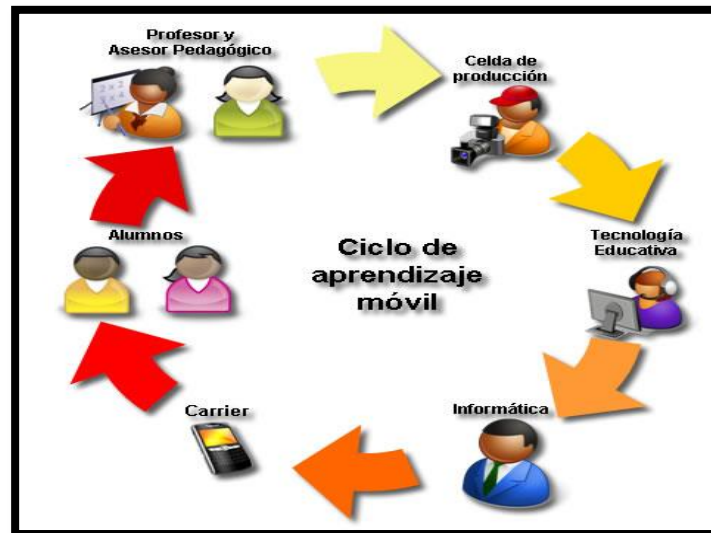 Profesor y
Asesor Pedagógico
Celda de
producción
Tecnología
Educativa
Informática
Carrier
Alumnos
Ciclo de
aprendizaje
móvil